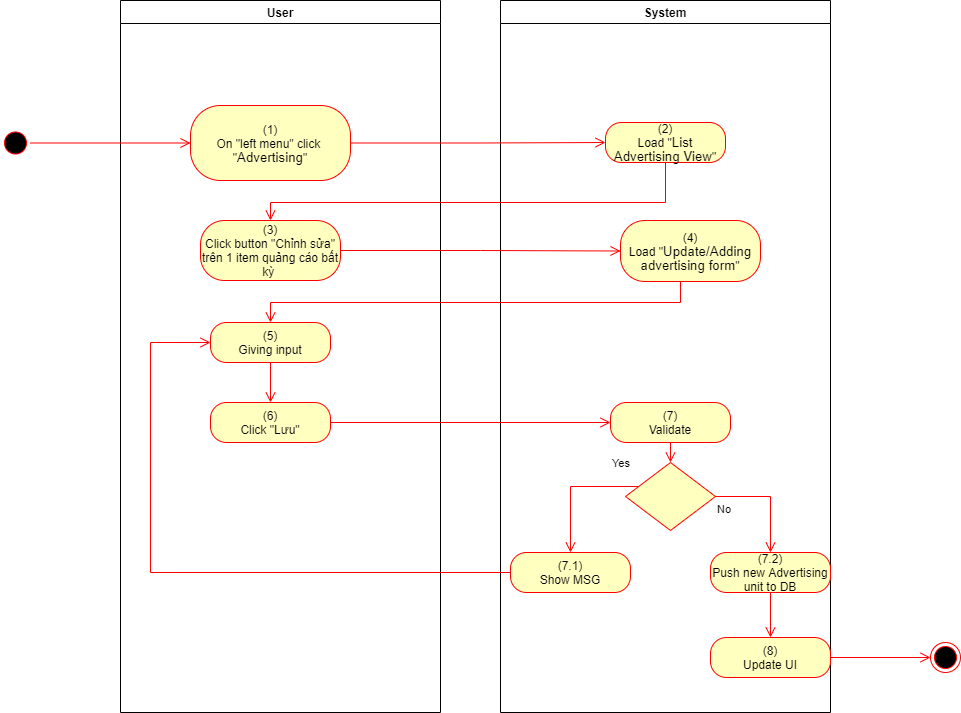 User
System
(1)
On "left menu" click
"Advertising"
(2)
Load "List
Advertising View"
(3)
Click button "Chỉnh sửa"
trên 1 item quảng cáo bất
kỳ
(4)
Load "Update/Adding
advertising form"
(5)
Giving input
(6)
Click "Lưu"
(7)
Validate
Yes
No
(7.1)
Show MSG
(7.2)
Push new Advertising
unit to DB
(8)
Update UI